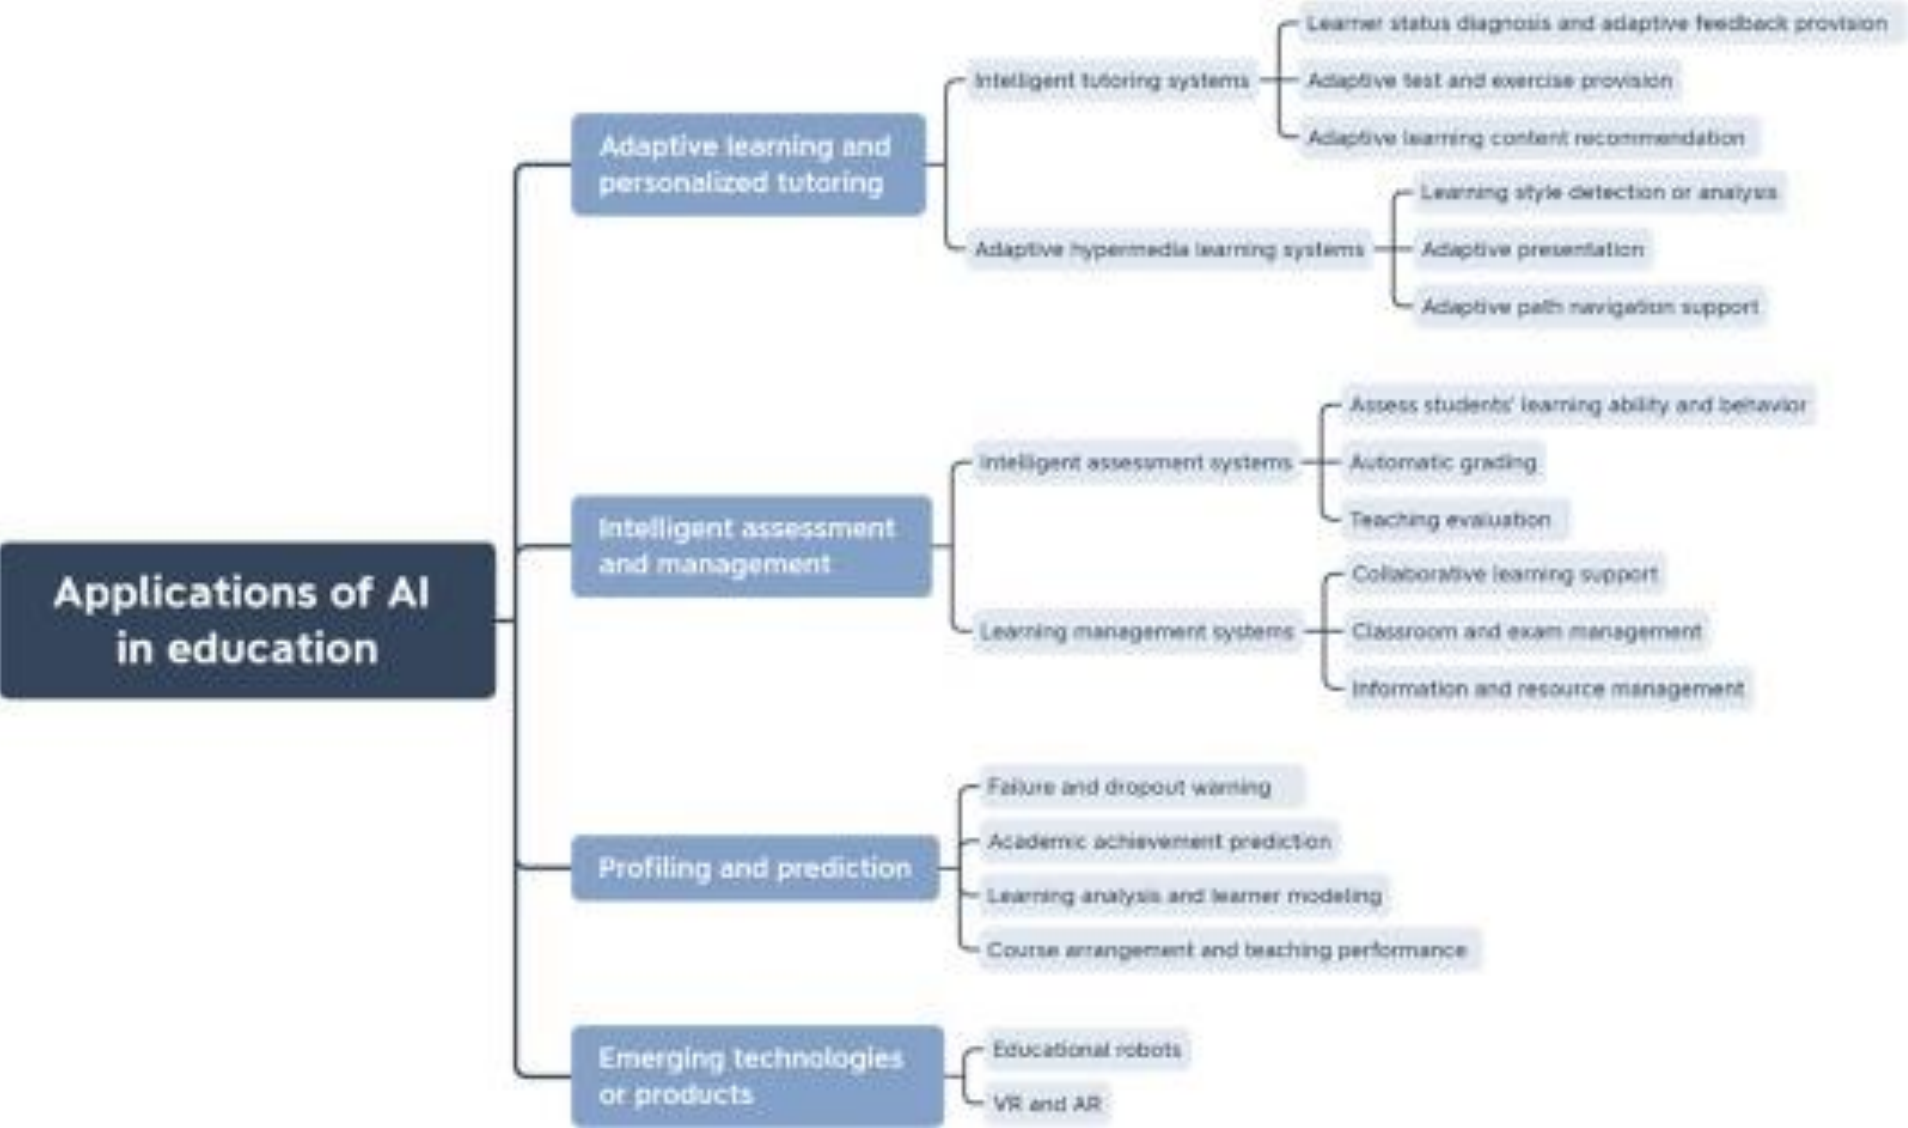 Applications of AI
in education
Adaptive learning and
personalized tutoring
Intelligent tutoring systems
Learner status diagnosis and adaptive feedback provision
Adaptive test and exercise provision
Adaptive learning content recommendation
Adaptive hypermedia learning systems
Learning style detection or analysis
Adaptive presentation
Adaptive path navigation support
Intelligent assessment
and management
Intelligent assessment systems
Assess students' learning ability and behavior
Automatic grading
Teaching evaluation
Learning management systems
Collaborative learning support
Classroom and exam management
Information and resource management
Profiling and prediction
Failure and dropout warning
Academic achievement prediction
Learning analysis and learner modeling
Course arrangement and teaching performance
Emerging technologies
or products
Educational robots
VR and AR